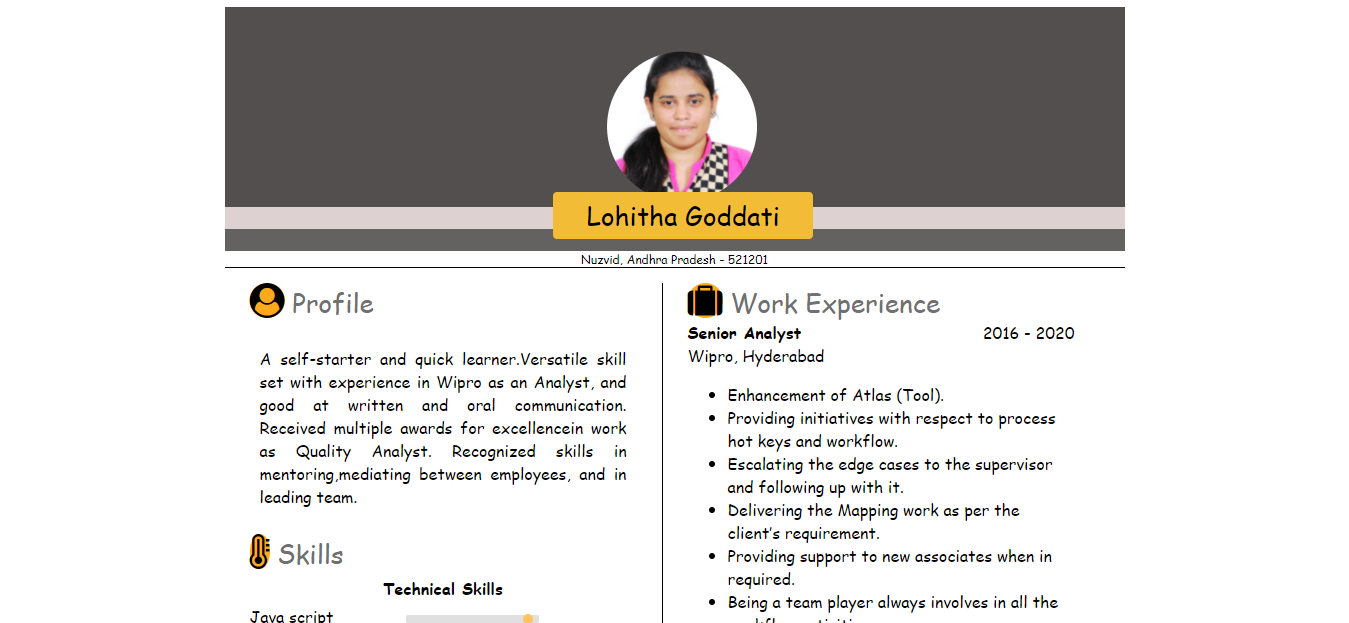 Lohitha Goddati
Nuzvid, Andhra Pradesh - 521201
Profile
A self-starter and quick learner.Versatile skill
set with experience in Wipro as an Analyst, and
good at written and oral communication.
Received multiple awards for excellencein work
as Quality Analyst. Recognized skills in
mentoring,mediating between employees, and in
leading team.
Skills
Technical Skills
Java script
Work Experience
Senior Analyst 2016 - 2020
Wipro, Hyderabad
Enhancement of Atlas (Tool).
Providing initiatives with respect to process
hot keys and workflow.
Escalating the edge cases to the supervisor
and following up with it.
Delivering the Mapping work as per the
client's requirement.
Providing support to new associates when in
required.
Being a team player always involves in all the